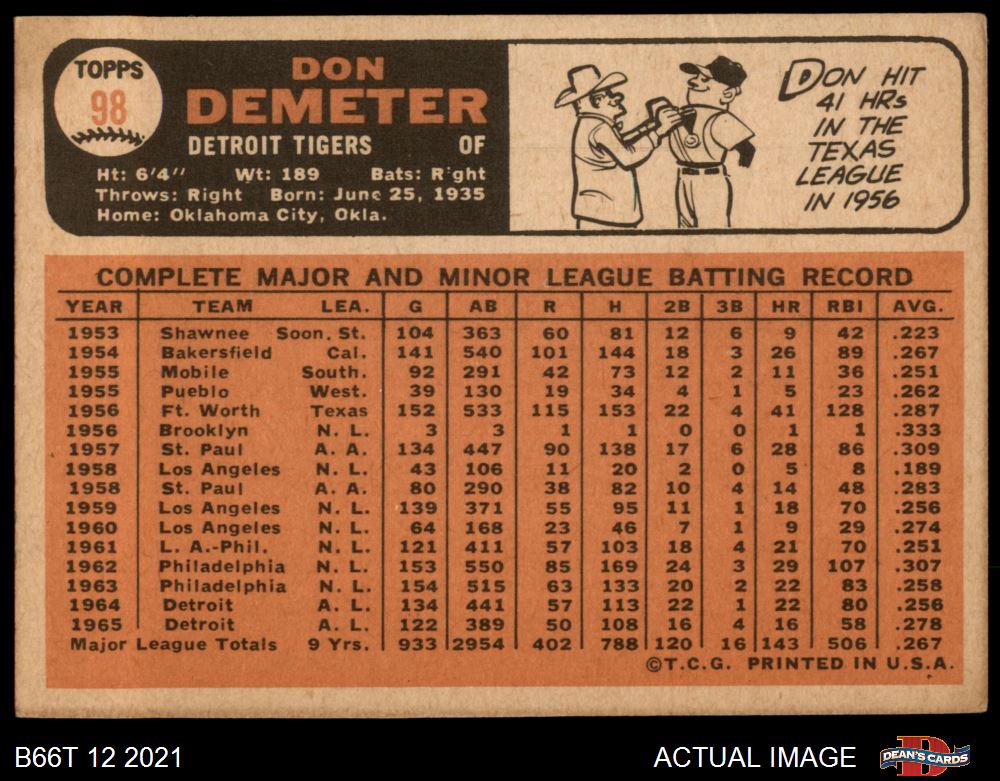 TOPPS
98
DON
DEMETER
DETROIT TIGERS OF
Ht: 6'4" Wt: 189 Bats: Right
Throws: Right Born: June 25, 1935
Home: Oklahoma City, Okla.
DON HIT
41 HRs
IN THE
TEXAS
LEAGUE
IN 1956
COMPLETE MAJOR AND MINOR LEAGUE BATTING RECORD
YEAR TEAM LEA. G AB R H 2B 3B HR RBI AVG.
1953 Shawnee Soon. St. 104 363 60 81 12 6 9 42 .223
1954 Bakersfield Cal. 141 540 101 144 18 3 26 89 .267
1955 Mobile South. 92 291 42 73 12 2 11 36 .251
1955 Pueblo West. 39 130 19 34 4 1 5 23 .262
1956 Ft. Worth Texas 152 533 115 153 22 4 41 128 .287
1956 Brooklyn N. L. 3 3 1 1 0 0 1 1 .333
1957 St. Paul A. A. 134 447 90 138 17 6 28 86 .309
1958 Los Angeles N. L. 43 106 11 20 2 0 5 8 .189
1958 St. Paul A. A. 80 290 38 82 10 4 14 48 .283
1959 Los Angeles N. L. 139 371 55 95 11 1 18 70 .256
1960 Los Angeles N. L. 64 168 23 46 7 1 9 29 .274
1961 L. A.-Phil. N. L. 121 411 57 103 18 4 21 70 .251
1962 Philadelphia N. L. 153 550 85 169 24 3 29 107 .307
1963 Philadelphia N. L. 154 515 63 133 20 2 22 83 .258
1964 Detroit A. L. 134 441 57 113 22 1 22 80 .256
1965 Detroit A. L. 122 389 50 108 16 4 16 58 .278
Major League Totals 9 Yrs. 933 2954 402 788 120 16 143 506 .267
©T.C.G. PRINTED IN U.S.A.
B66T 12 2021 ACTUAL IMAGE DEAN'S CARDS